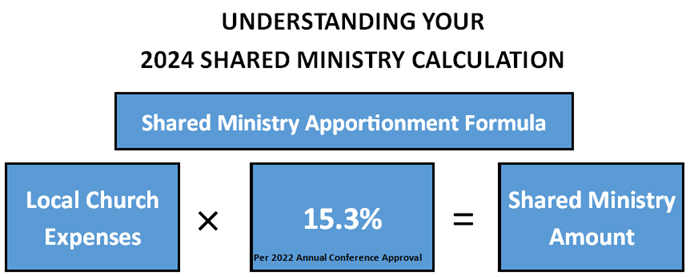 UNDERSTANDING YOUR
2024 SHARED MINISTRY CALCULATION
Shared Ministry Apportionment Formula
Local Church
Expenses
×
15.3%
Per 2022 Annual Conference Approval
=
Shared Ministry
Amount